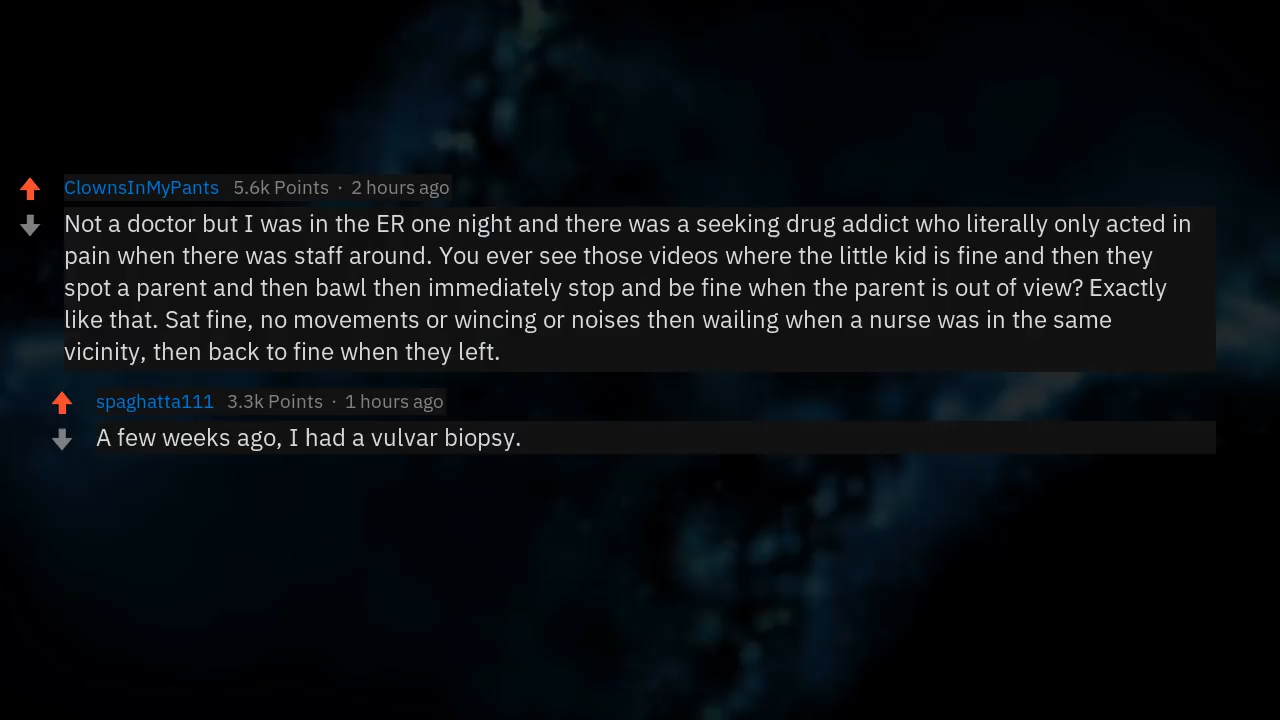 ClownsInMyPants 5.6k Points · 2 hours ago
Not a doctor but I was in the ER one night and there was a seeking drug addict who literally only acted in
pain when there was staff around. You ever see those videos where the little kid is fine and then they
spot a parent and then bawl then immediately stop and be fine when the parent is out of view? Exactly
like that. Sat fine, no movements or wincing or noises then wailing when a nurse was in the same
vicinity, then back to fine when they left.
spaghatta111 3.3k Points · 1 hours ago
A few weeks ago, I had a vulvar biopsy.